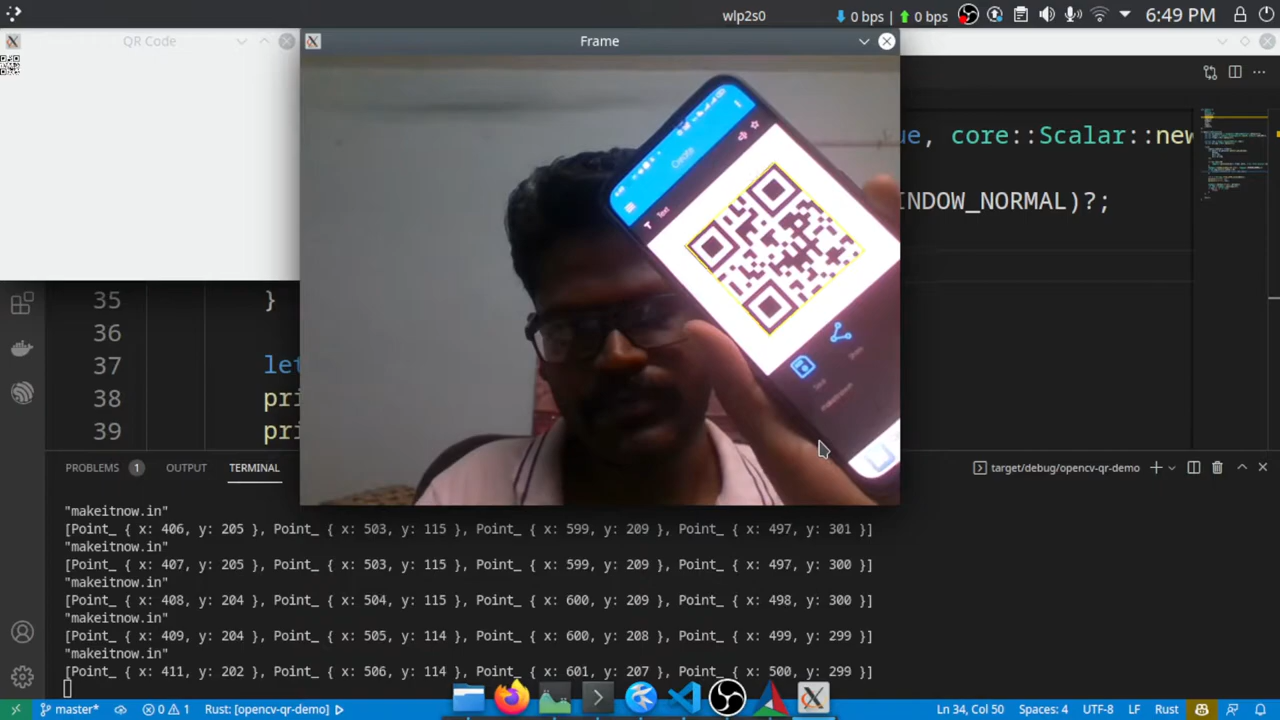 wlp2s0
0 bps
0 bps
6:49 PM
QR Code
Frame
ue, core::Scalar::new
INDOW_NORMAL)?;
35 }
36
37 let
38 pri
39 pri
Create
Text
PROBLEMS 1 OUTPUT TERMINAL
target/debug/opencv-qr-demo
"makeitnow.in"
[Point_ { x: 406, y: 205 }, Point_ { x: 503, y: 115 }, Point_ { x: 599, y: 209 }, Point_ { x: 497, y: 301 }]
"makeitnow.in"
[Point_ { x: 407, y: 205 }, Point_ { x: 503, y: 115 }, Point_ { x: 599, y: 209 }, Point_ { x: 497, y: 300 }]
"makeitnow.in"
[Point_ { x: 408, y: 204 }, Point_ { x: 504, y: 115 }, Point_ { x: 600, y: 209 }, Point_ { x: 498, y: 300 }]
"makeitnow.in"
[Point_ { x: 409, y: 204 }, Point_ { x: 505, y: 114 }, Point_ { x: 600, y: 208 }, Point_ { x: 499, y: 299 }]
"makeitnow.in"
[Point_ { x: 411, y: 202 }, Point_ { x: 506, y: 114 }, Point_ { x: 601, y: 207 }, Point_ { x: 500, y: 299 }]
master* 0 1 Rust: [opencv-qr-demo] Ln 34, Col 50 Spaces: 4 UTF-8 LF Rust